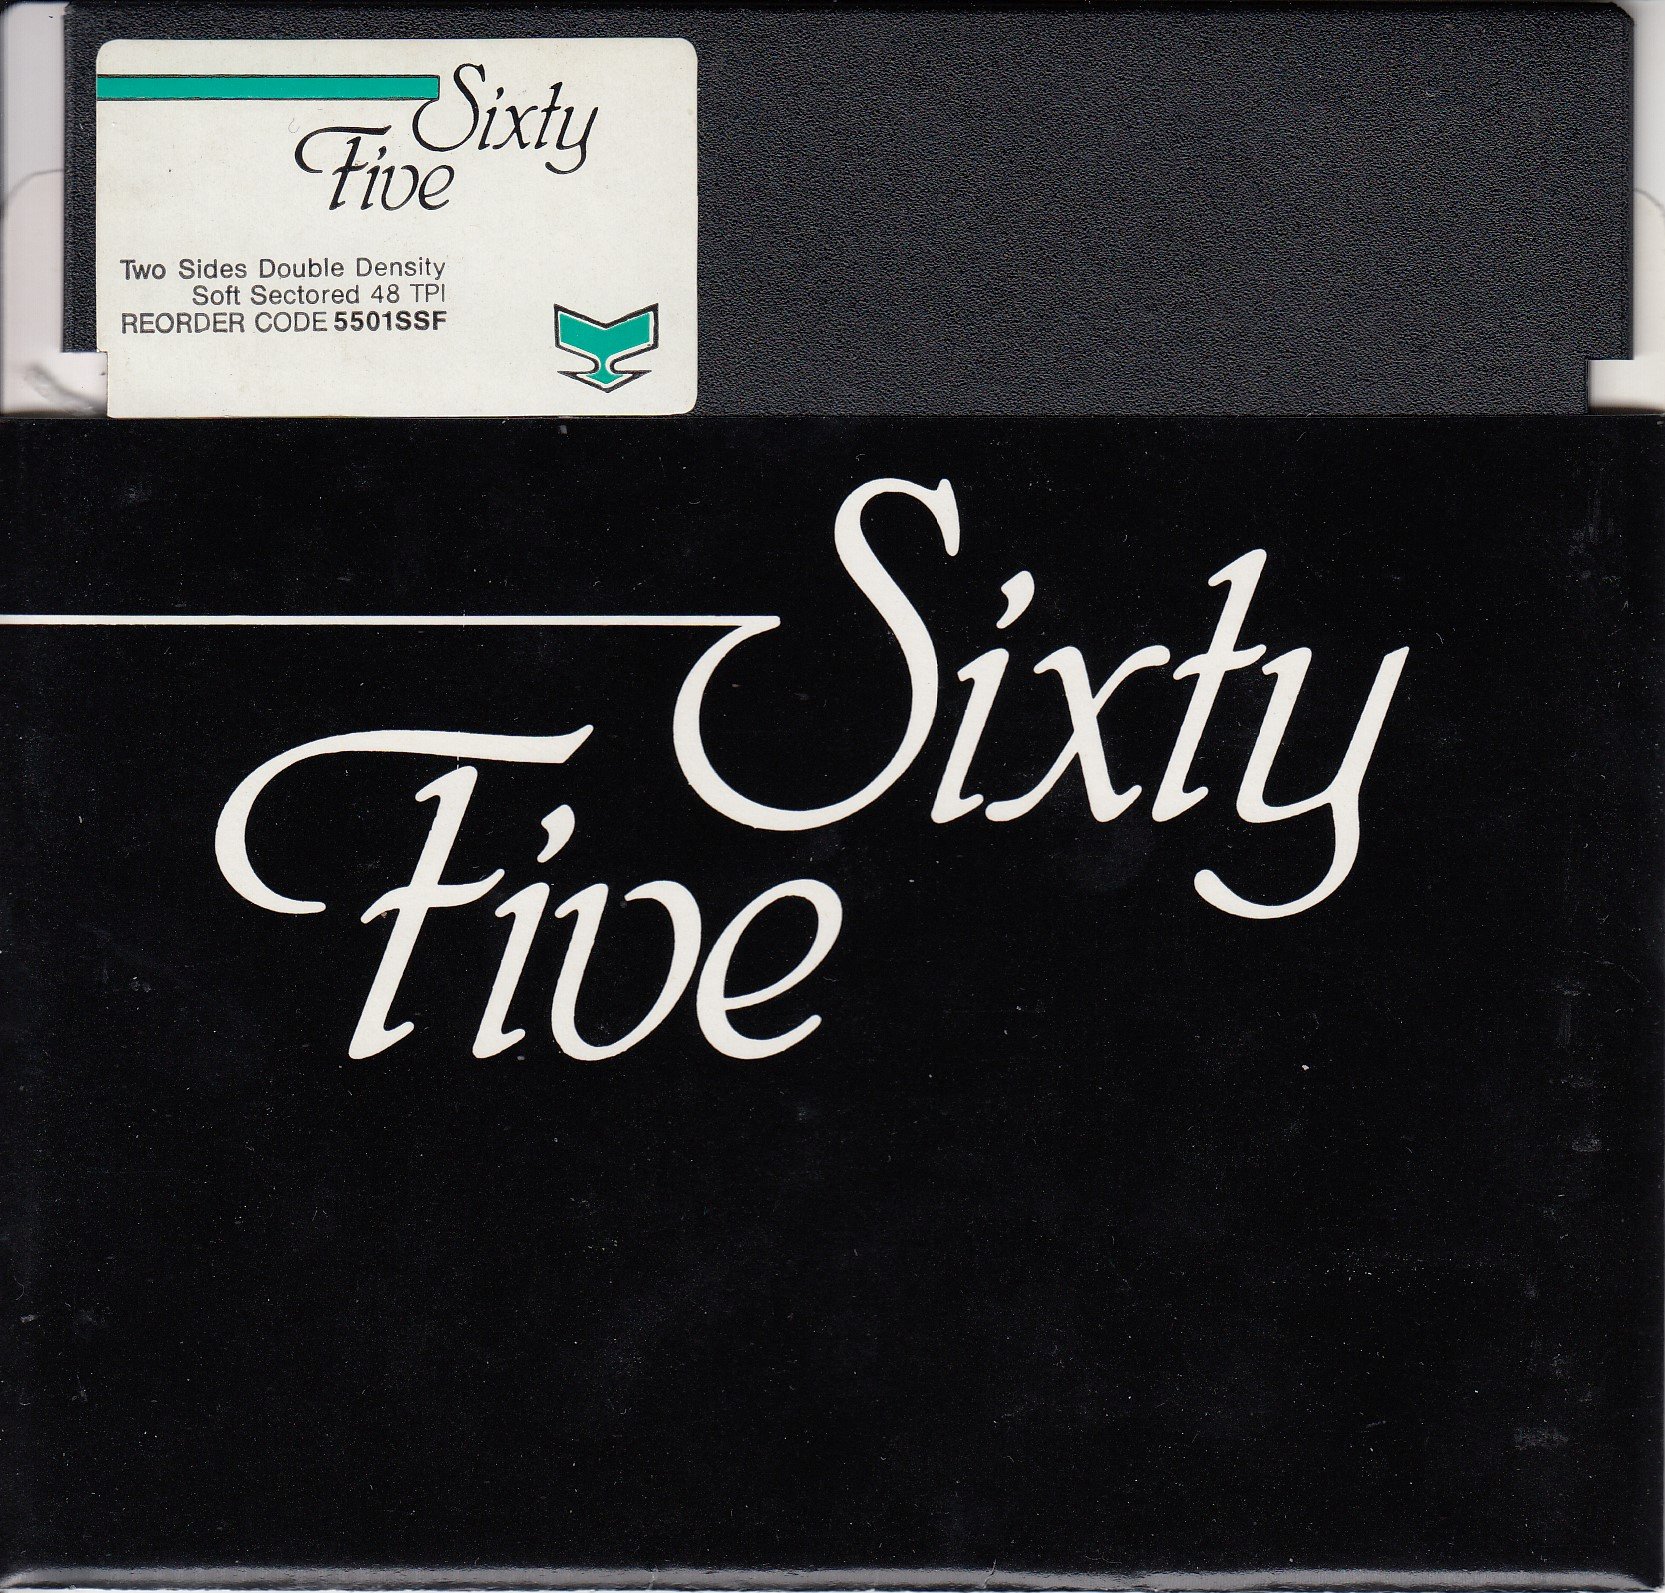 Sixty
Five
Two Sides Double Density
Soft Sectored 48 TPI
REORDER CODE 5501SSF
Sixty
Five